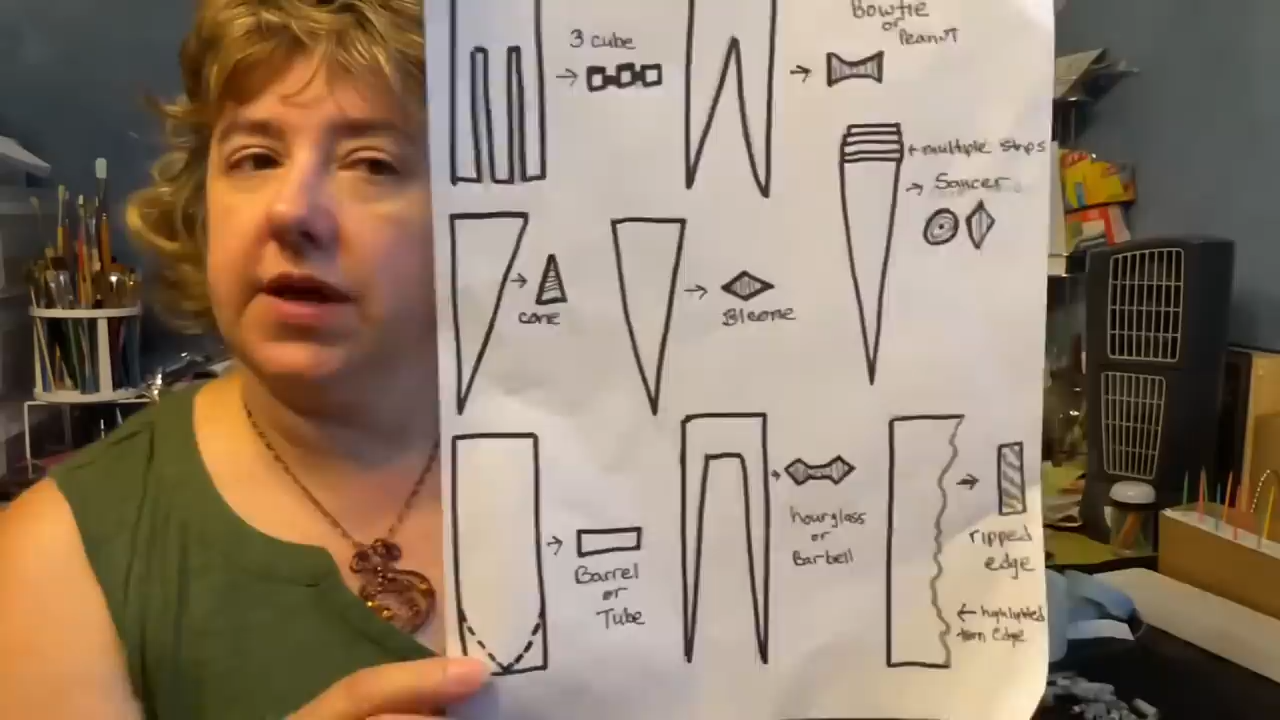 3 cube
Bowtie
or
Peanut
multiple strips
Saucer
cone
Bicone
Barrel
or
Tube
hourglass
or
Barbell
ripped
edge
highlighted
torn edge